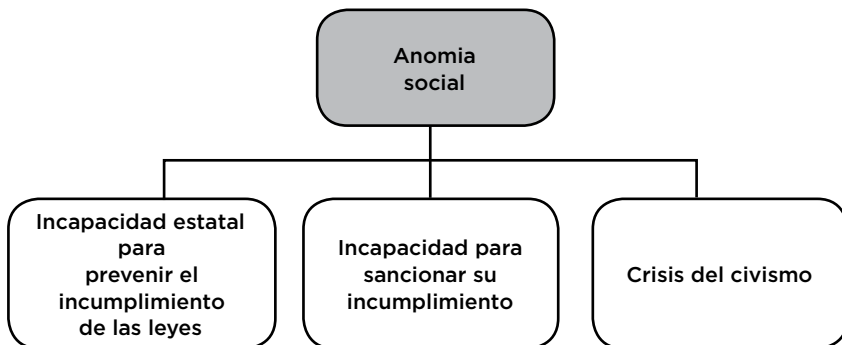 Anomia
social
Incapacidad estatal
para
prevenir el
incumplimiento
de las leyes
Incapacidad para
sancionar su
incumplimiento
Crisis del civismo